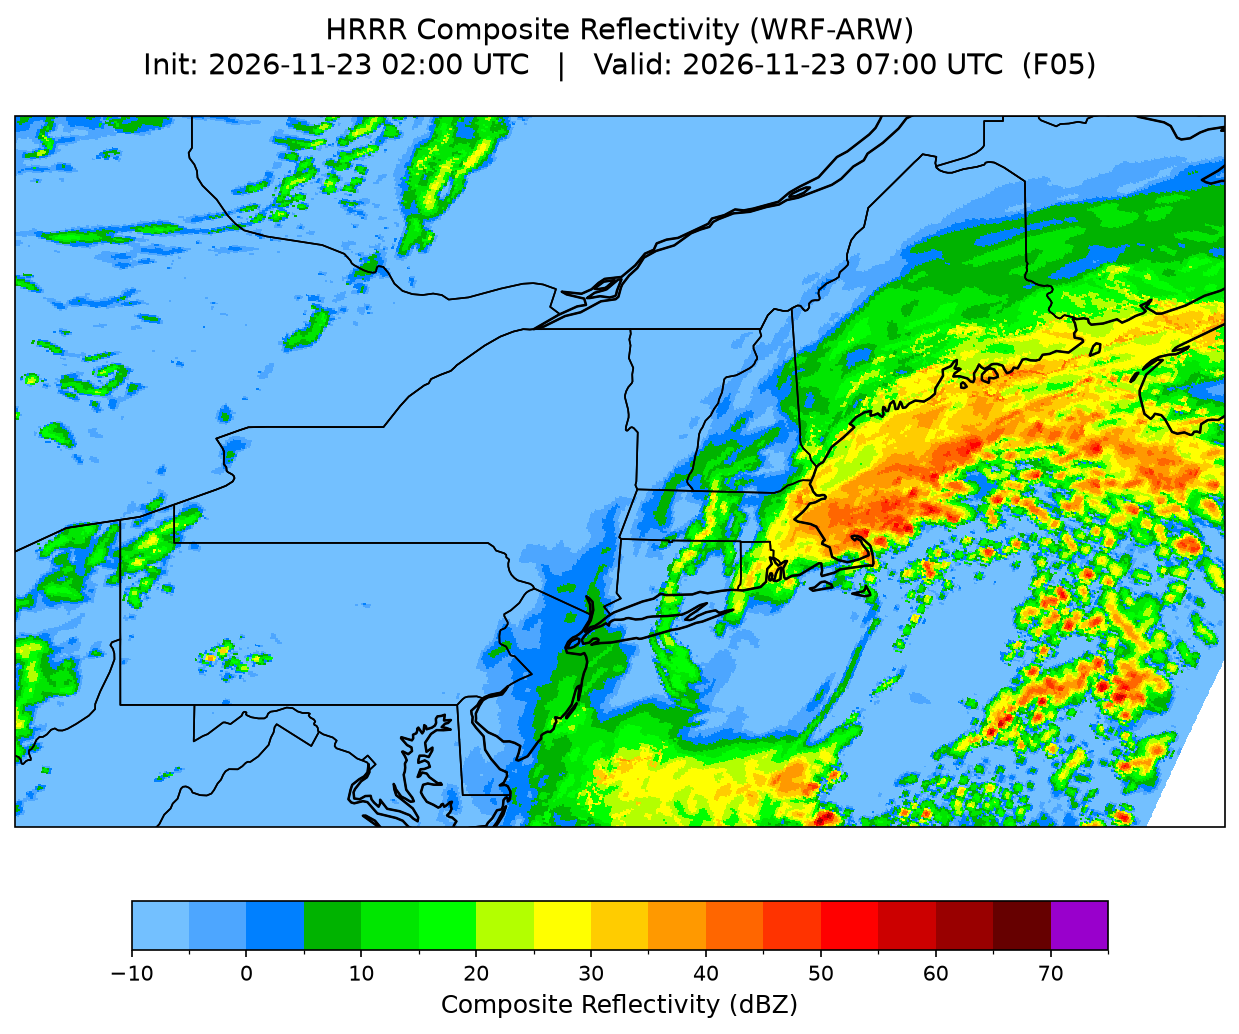 HRRR Composite Reflectivity (WRF-ARW)
Init: 2026-11-23 02:00 UTC | Valid: 2026-11-23 07:00 UTC (F05)
−10 0 10 20 30 40 50 60 70
Composite Reflectivity (dBZ)